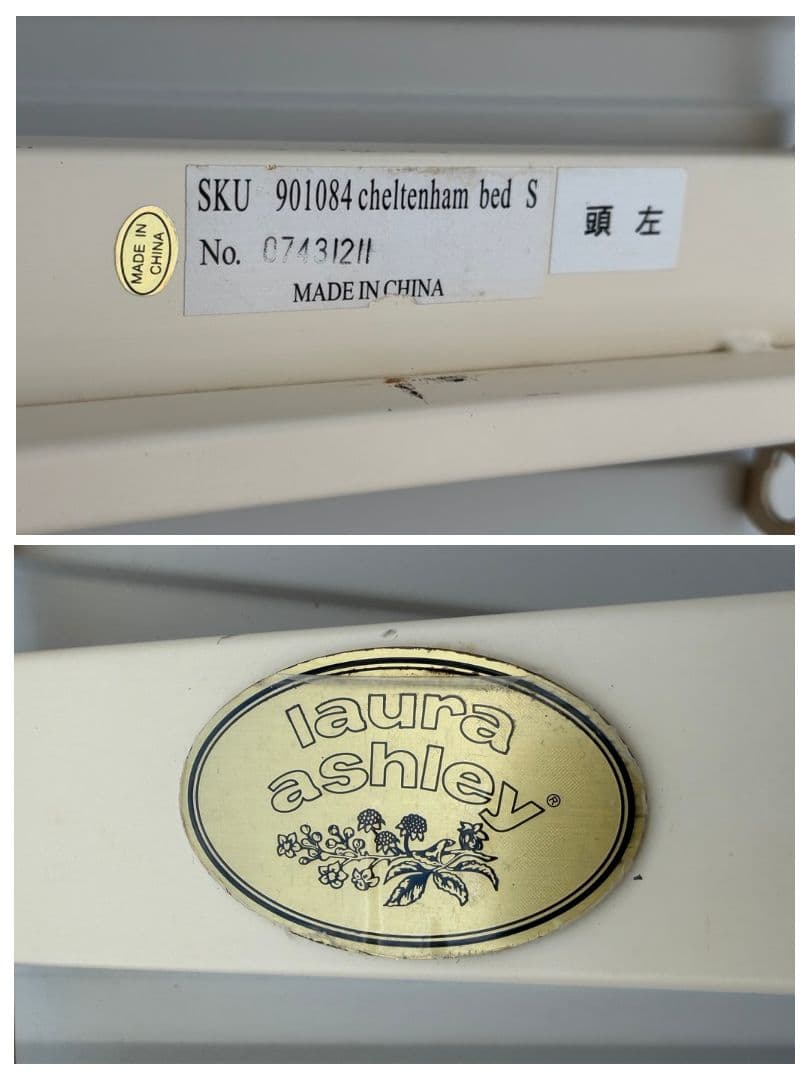 MADE IN
CHINA
SKU 901084 cheltenham bed S
No. 07431211
MADE IN CHINA
頭 左
laura
ashley®